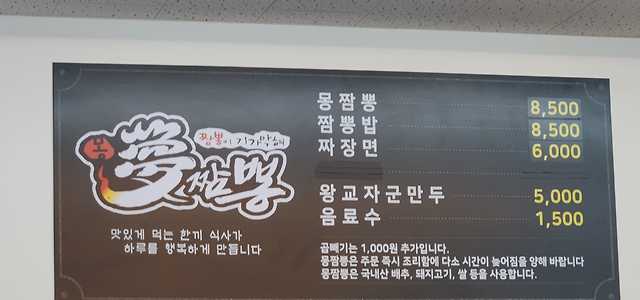 몽
夢
짬뽕
짬뽕이 기가막혀
맛있게 먹는 한끼 식사가
하루를 행복하게 만듭니다
몽짬뽕 8,500
짬뽕밥 8,500
짜장면 6,000
왕교자군만두 5,000
음료수 1,500
곱빼기는 1,000원 추가입니다.
몽짬뽕은 주문 즉시 조리함에 다소 시간이 늦어짐을 양해 바랍니다
몽짬뽕은 국내산 배추, 돼지고기, 쌀 등을 사용합니다.